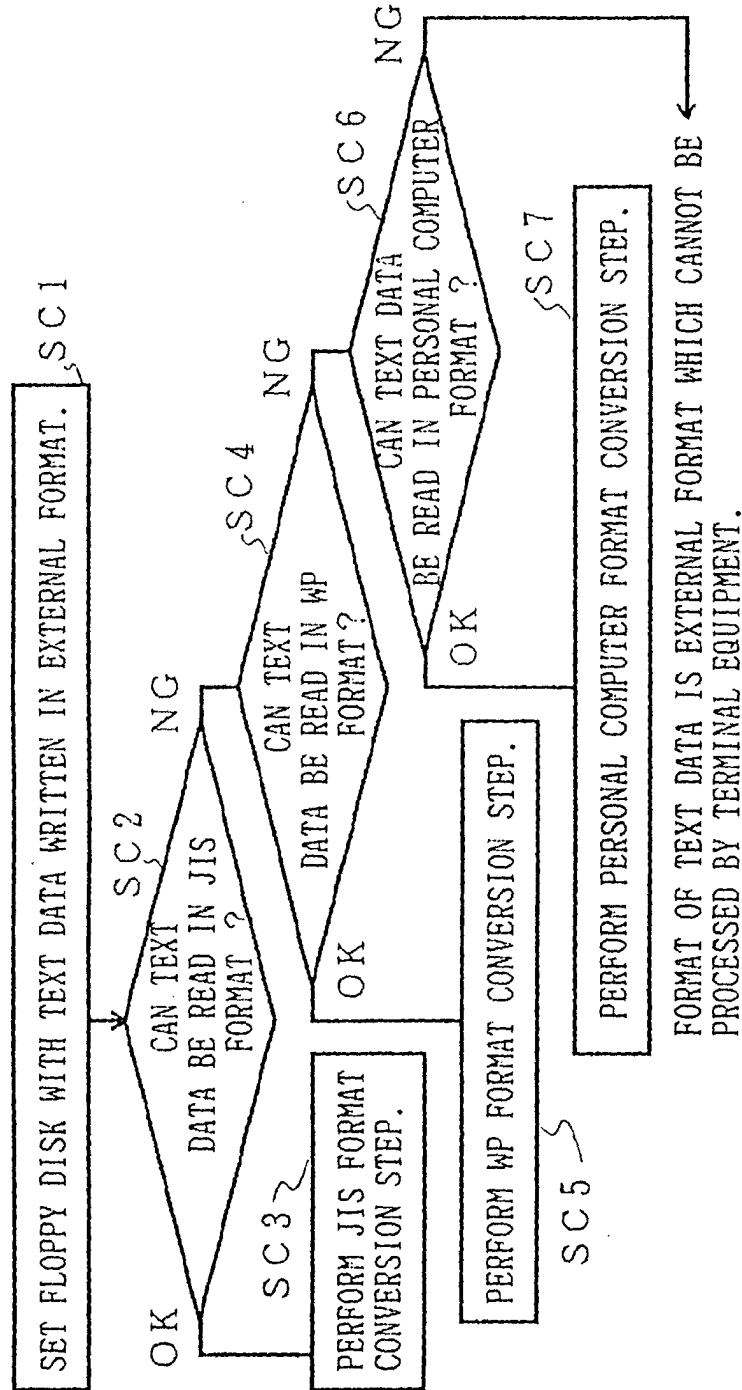 SET FLOPPY DISK WITH TEXT DATA WRITTEN IN EXTERNAL FORMAT.
SC1
SC2
CAN TEXT
DATA BE READ IN JIS
FORMAT ?
OK
NG
SC3
PERFORM JIS FORMAT
CONVERSION STEP.
SC4
CAN TEXT
DATA BE READ IN WP
FORMAT?
OK
NG
PERFORM WP FORMAT CONVERSION STEP.
SC5
SC6
CAN TEXT DATA
BE READ IN PERSONAL COMPUTER
FORMAT ?
OK
NG
SC7
PERFORM PERSONAL COMPUTER FORMAT CONVERSION STEP.
FORMAT OF TEXT DATA IS EXTERNAL FORMAT WHICH CANNOT BE
PROCESSED BY TERMINAL EQUIPMENT.